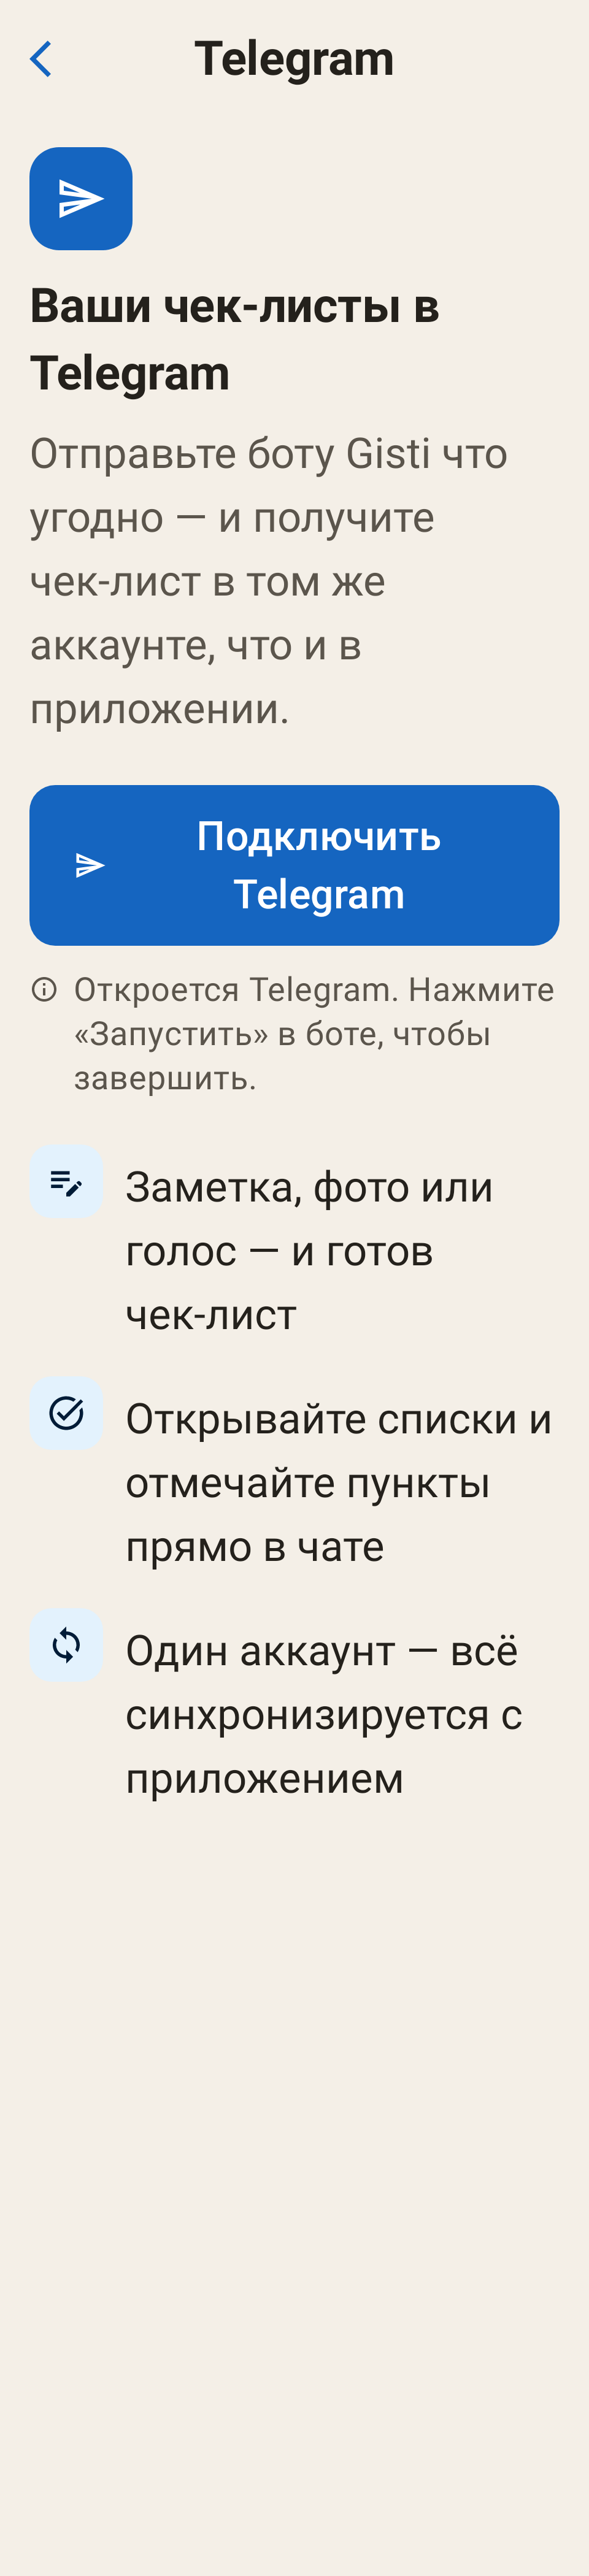 Telegram
Ваши чек-листы в
Telegram
Отправьте боту Gisti что
угодно — и получите
чек-лист в том же
аккаунте, что и в
приложении.
Подключить
Telegram
Откроется Telegram. Нажмите
«Запустить» в боте, чтобы
завершить.
Заметка, фото или
голос — и готов
чек-лист
Открывайте списки и
отмечайте пункты
прямо в чате
Один аккаунт — всё
синхронизируется с
приложением